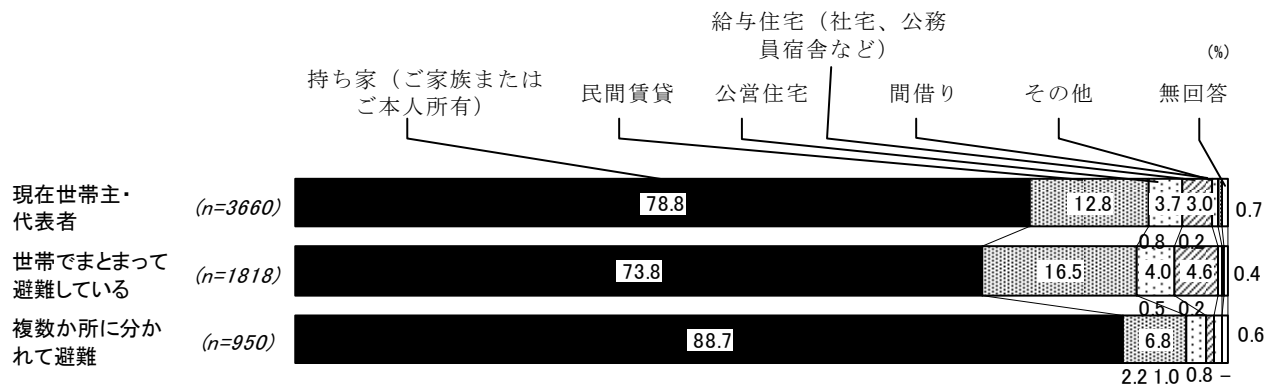 給与住宅（社宅、公務
員宿舎など）
(%)
持ち家（ご家族または
ご本人所有）
民間賃貸
公営住宅
間借り
その他
無回答
現在世帯主・
代表者
(n=3660)
78.8
12.8
3.7
3.0
0.7
0.8
0.2
世帯でまとまって
避難している
(n=1818)
73.8
16.5
4.0
4.6
0.4
0.5
0.2
複数か所に分か
れて避難
(n=950)
88.7
6.8
0.6
2.2
1.0
0.8
－